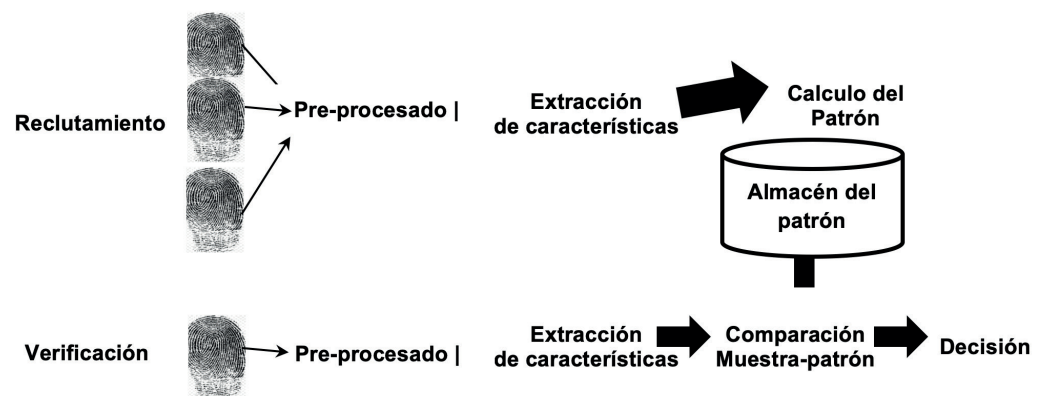 Reclutamiento
Pre-procesado |
Extracción
de características
Calculo del
Patrón
Almacén del
patrón
Verificación
Pre-procesado |
Extracción
de características
Comparación
Muestra-patrón
Decisión